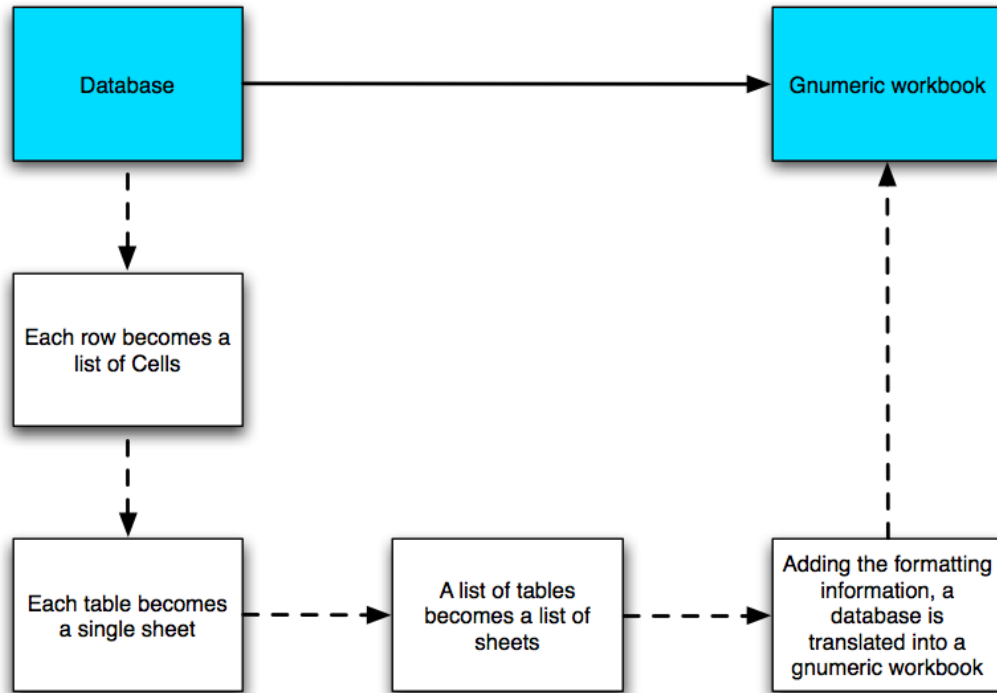 Database
Gnumeric workbook
Each row becomes a
list of Cells
Each table becomes
a single sheet
A list of tables
becomes a list of
sheets
Adding the formatting
information, a
database is
translated into a
gnumeric workbook